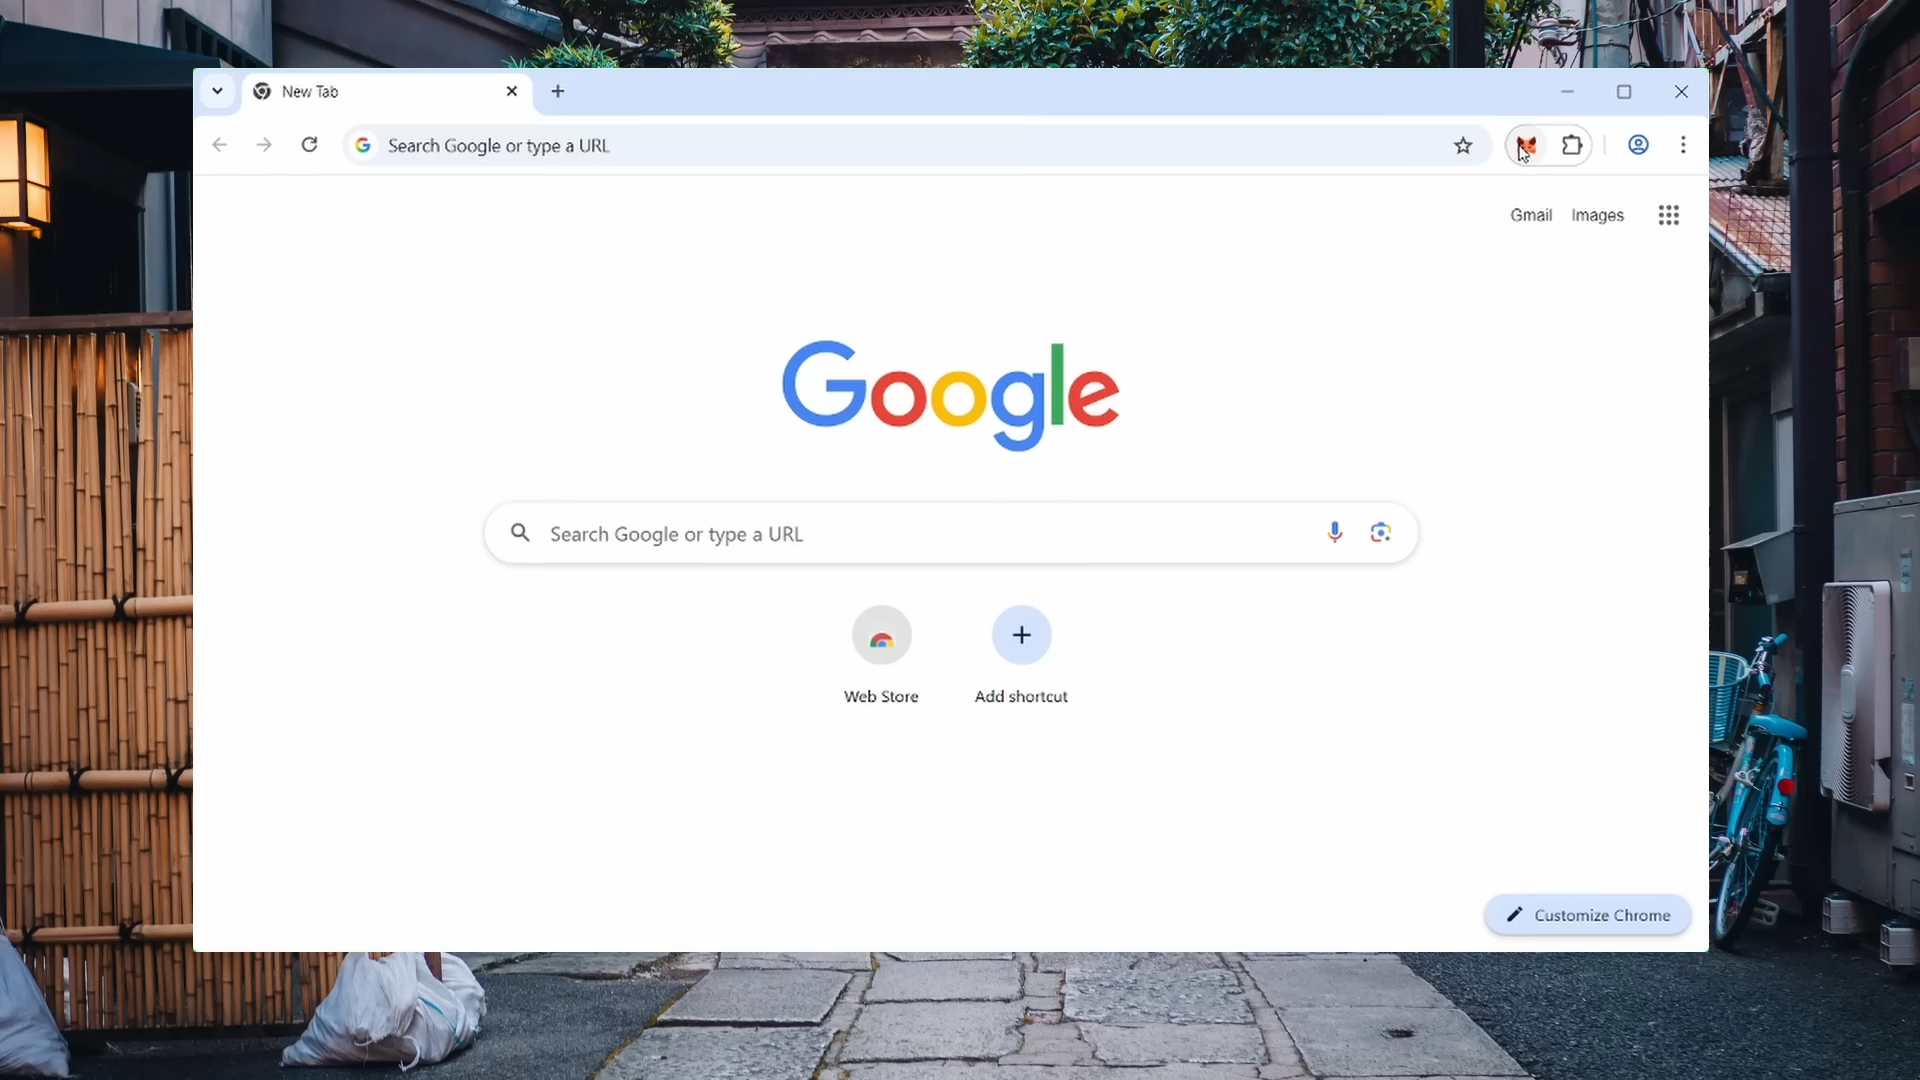 New Tab
Search Google or type a URL
Gmail Images
Google
Search Google or type a URL
Web Store
Add shortcut
Customize Chrome